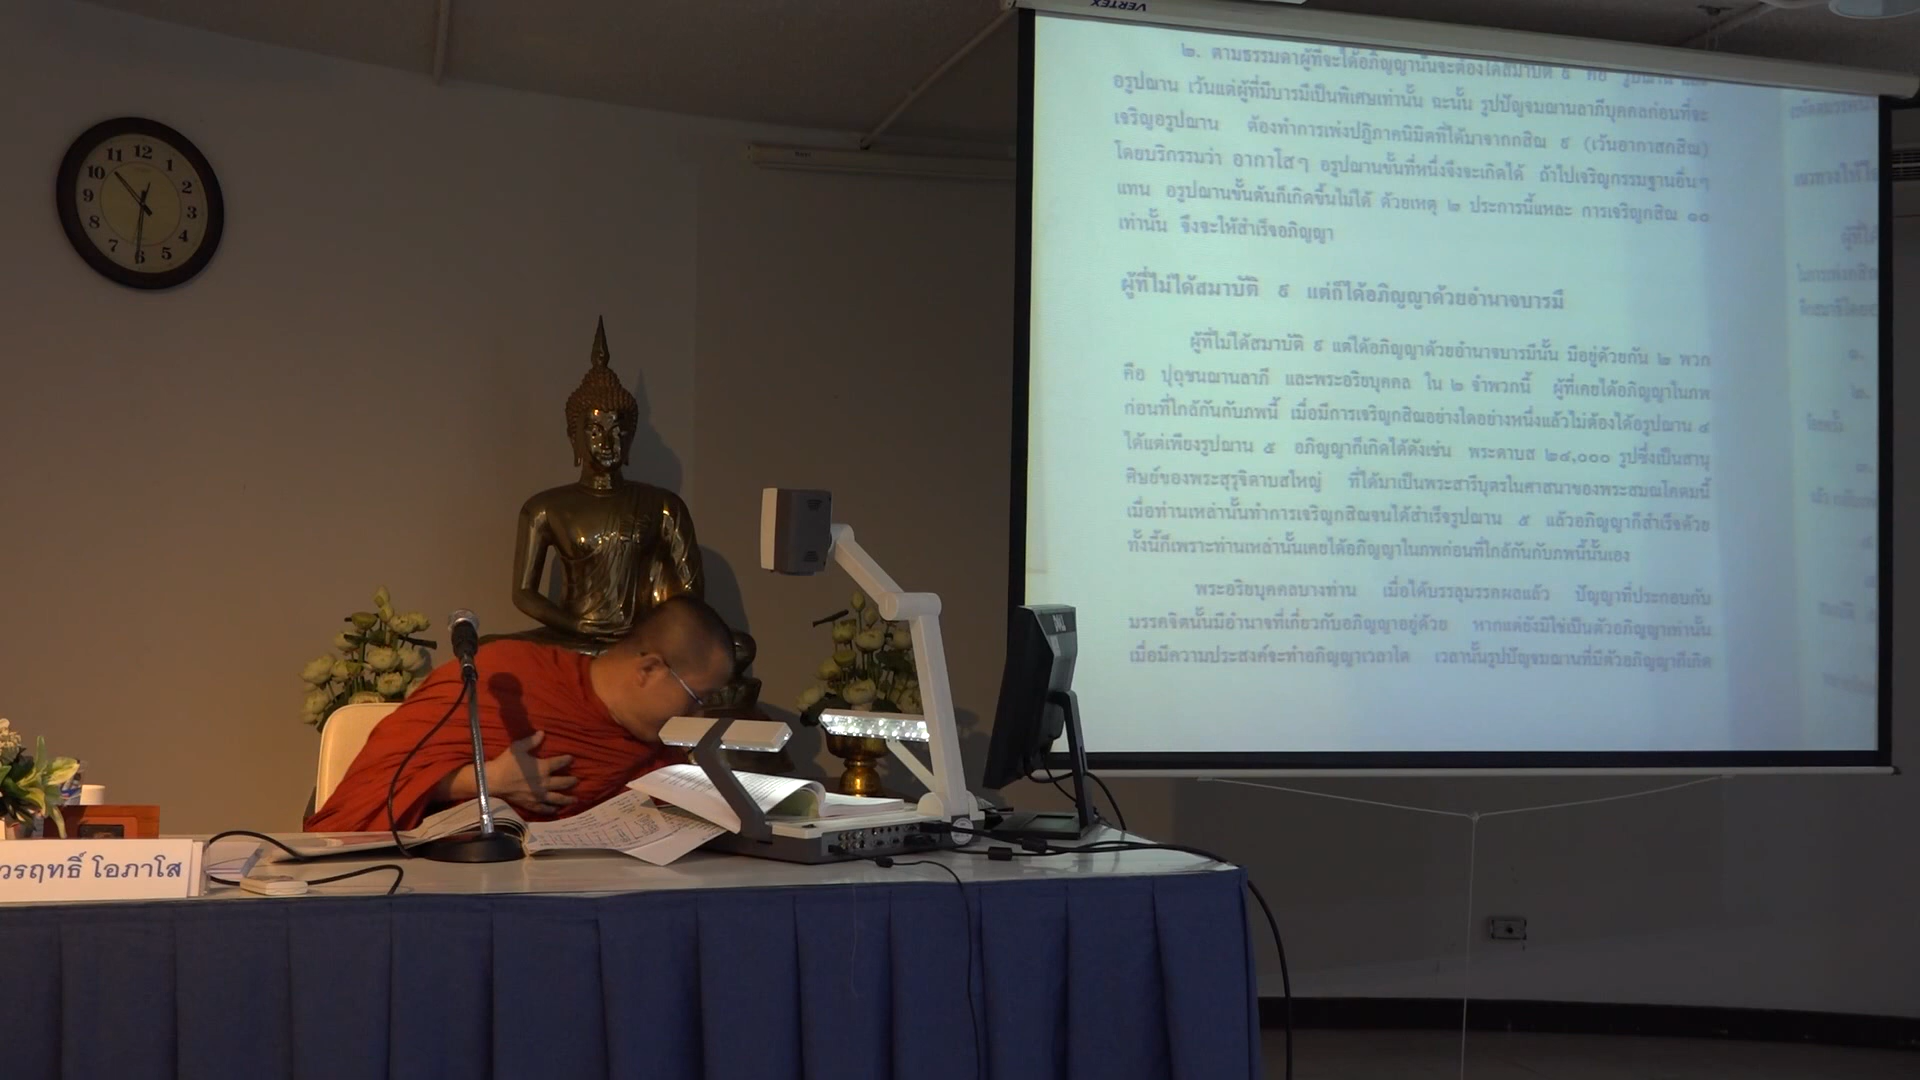 VERTEX
๒. ตามธรรมดาผู้ที่จะได้อภิญญานั้นจะต้องได้สมาบัติ ๙ คือ รูปฌาน และ
อรูปฌาน เว้นแต่ผู้ที่มีบารมีเป็นพิเศษเท่านั้น ฉะนั้น รูปปัญจมฌานลาภีบุคคลก่อนที่จะ
เจริญอรูปฌาน ต้องทำการเพ่งปฏิภาคนิมิตที่ได้มาจากกสิณ ๙ (เว้นอากาสกสิณ)
โดยบริกรรมว่า อากาโสๆ อรูปฌานขั้นที่หนึ่งจึงจะเกิดได้ ถ้าไปเจริญกรรมฐานอื่นๆ
แทน อรูปฌานขั้นต้นก็เกิดขึ้นไม่ได้ ด้วยเหตุ ๒ ประการนี้แหละ การเจริญกสิณ ๑๐
เท่านั้น จึงจะให้สำเร็จอภิญญา
ผู้ที่ไม่ได้สมาบัติ ๙ แต่ก็ได้อภิญญาด้วยอำนาจบารมี
ผู้ที่ไม่ได้สมาบัติ ๙ แต่ได้อภิญญาด้วยอำนาจบารมีนั้น มีอยู่ด้วยกัน ๒ พวก
คือ ปุถุชนฌานลาภี และพระอริยบุคคล ใน ๒ จำพวกนี้ ผู้ที่เคยได้อภิญญาในภพ
ก่อนที่ใกล้กันกับภพนี้ เมื่อมีการเจริญกสิณอย่างใดอย่างหนึ่งแล้วไม่ต้องได้อรูปฌาน ๔
ได้แต่เพียงรูปฌาน ๕ อภิญญาก็เกิดได้ดังเช่น พระดาบส ๒๔,๐๐๐ รูปซึ่งเป็นสานุ
ศิษย์ของพระสุรุจิดาบสใหญ่ ที่ได้มาเป็นพระสารีบุตรในศาสนาของพระสมณโคดมนี้
เมื่อท่านเหล่านั้นทำการเจริญกสิณจนได้สำเร็จรูปฌาน ๕ แล้วอภิญญาก็สำเร็จด้วย
ทั้งนี้ก็เพราะท่านเหล่านั้นเคยได้อภิญญาในภพก่อนที่ใกล้กันกับภพนี้นั้นเอง
พระอริยบุคคลบางท่าน เมื่อได้บรรลุมรรคผลแล้ว ปัญญาที่ประกอบกับ
มรรคจิตนั้นมีอำนาจที่เกี่ยวกับอภิญญาอยู่ด้วย หากแต่ยังมิใช่เป็นตัวอภิญญาเท่านั้น
เมื่อมีความประสงค์จะทำอภิญญาเวลาใด เวลานั้นรูปปัญจมฌานที่มีตัวอภิญญาก็เกิด
12
1
2
3
4
5
6
7
8
9
10
11
DELL
วรฤทธิ์ โอภาโส